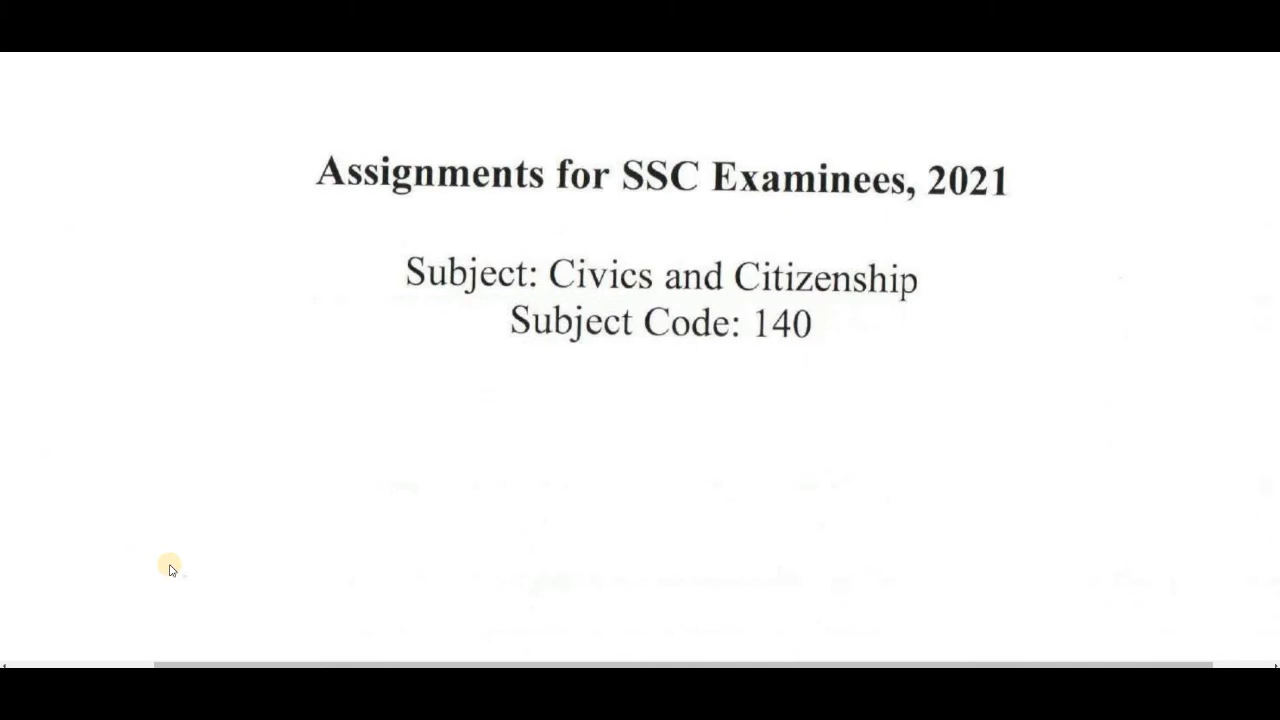 Assignments for SSC Examinees, 2021
Subject: Civics and Citizenship
Subject Code: 140